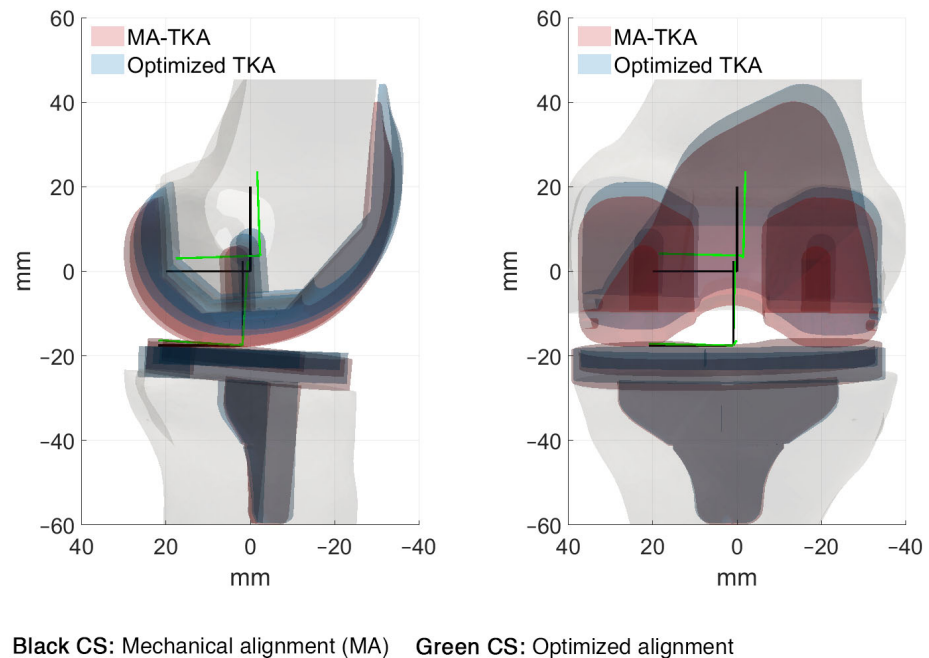 60
MA-TKA
Optimized TKA
40
20
mm
0
−20
−40
−60
40 20 0 −20 −40
mm
60
MA-TKA
Optimized TKA
40
20
mm
0
−20
−40
−60
40 20 0 −20 −40
mm
Black CS: Mechanical alignment (MA) Green CS: Optimized alignment